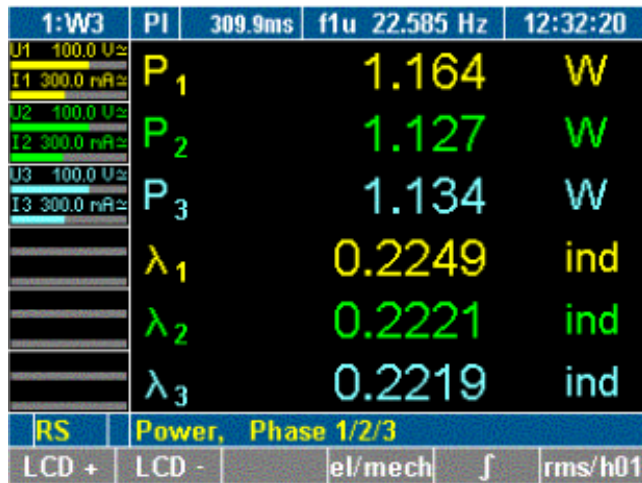 1:W3 PI 309.9ms f1u 22.585 Hz 12:32:20
U1 100.0 V≃
I1 300.0 mA≃
P1 1.164 W
U2 100.0 V≃
I2 300.0 mA≃
P2 1.127 W
U3 100.0 V≃
I3 300.0 mA≃
P3 1.134 W
λ1 0.2249 ind
λ2 0.2221 ind
λ3 0.2219 ind
RS Power, Phase 1/2/3
LCD + LCD - el/mech ∫ rms/h01